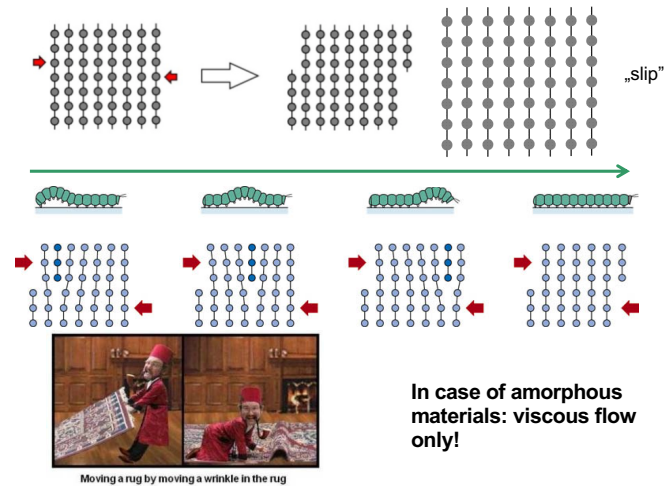 „slip”
Moving a rug by moving a wrinkle in the rug
In case of amorphous
materials: viscous flow
only!